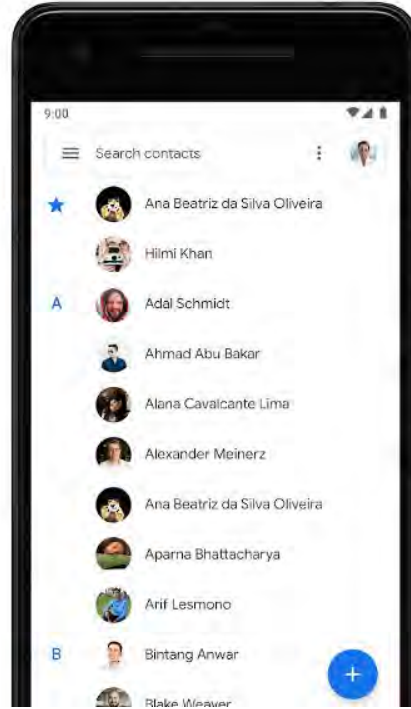 9:00
Search contacts
Ana Beatriz da Silva Oliveira
Hilmi Khan
A
Adal Schmidt
Ahmad Abu Bakar
Alana Cavalcante Lima
Alexander Meinerz
Ana Beatriz da Silva Oliveira
Aparna Bhattacharya
Arif Lesmono
B
Bintang Anwar
Blake Weaver